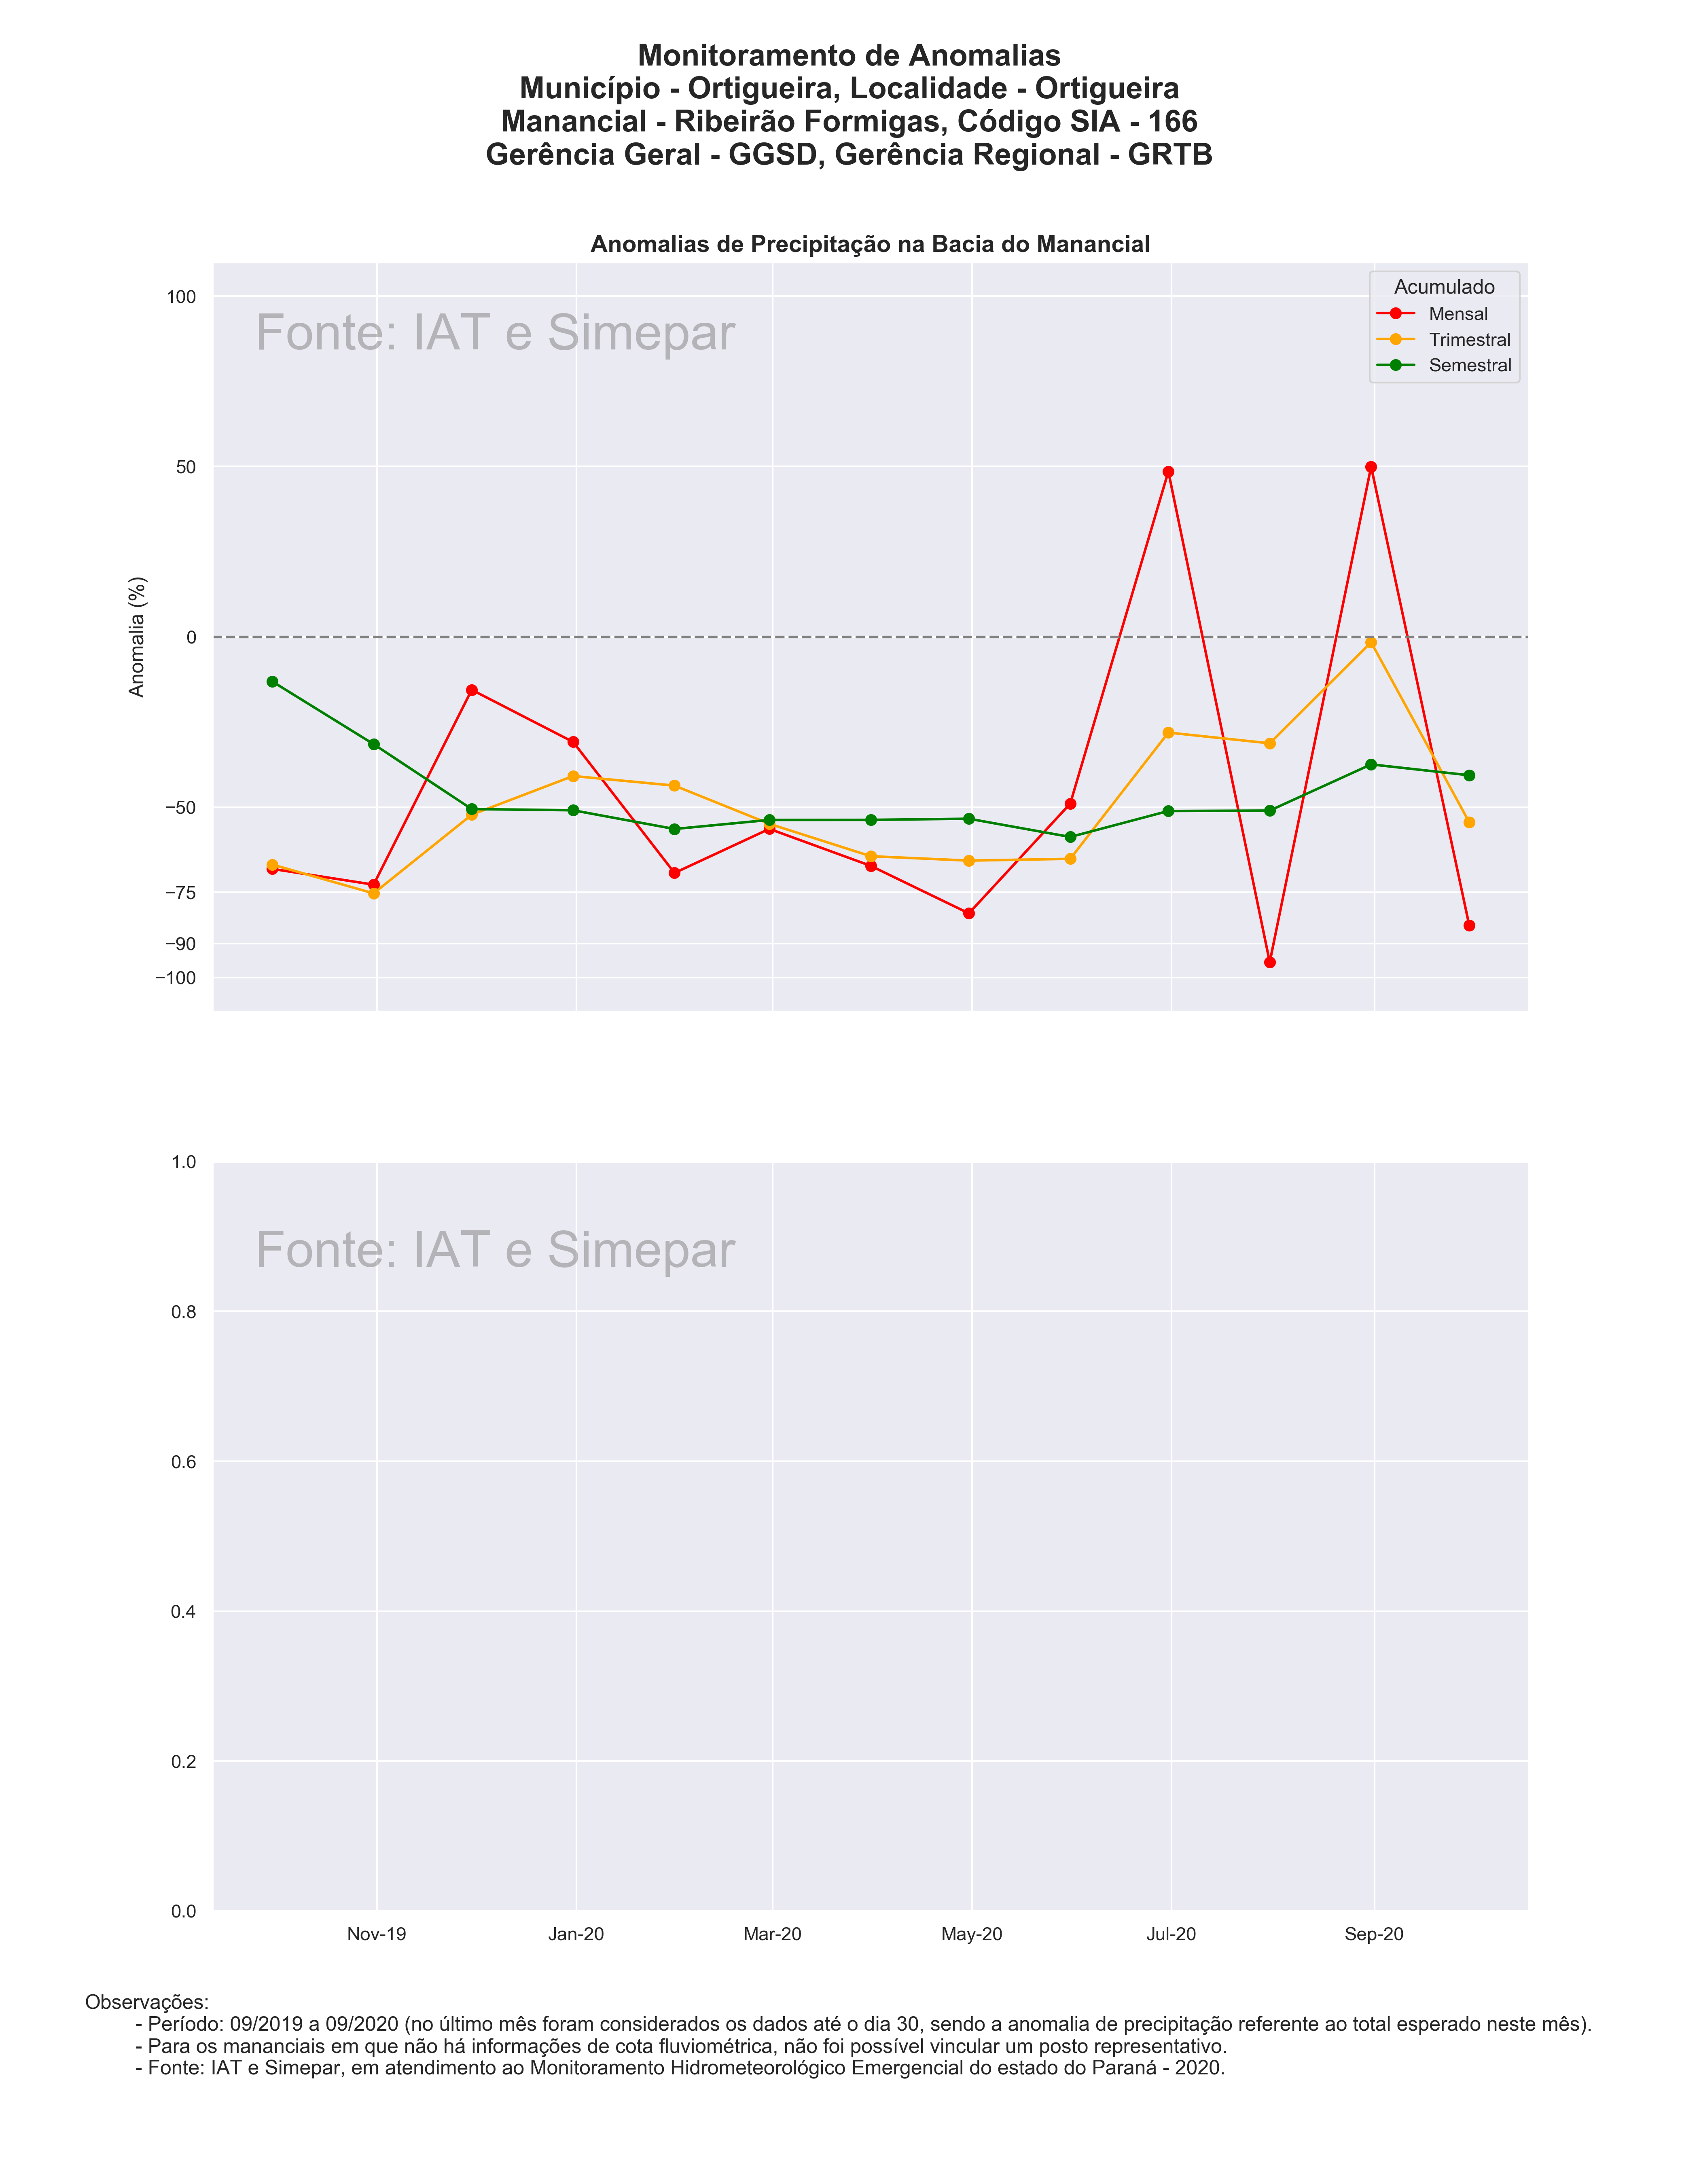 Monitoramento de Anomalias
Município - Ortigueira, Localidade - Ortigueira
Manancial - Ribeirão Formigas, Código SIA - 166
Gerência Geral - GGSD, Gerência Regional - GRTB
Anomalias de Precipitação na Bacia do Manancial
Fonte: IAT e Simepar
Acumulado
Mensal
Trimestral
Semestral
Anomalia (%)
100
50
0
−50
−75
−90
−100
Fonte: IAT e Simepar
1.0
0.8
0.6
0.4
0.2
0.0
Nov-19 Jan-20 Mar-20 May-20 Jul-20 Sep-20
Observações:
- Período: 09/2019 a 09/2020 (no último mês foram considerados os dados até o dia 30, sendo a anomalia de precipitação referente ao total esperado neste mês).
- Para os mananciais em que não há informações de cota fluviométrica, não foi possível vincular um posto representativo.
- Fonte: IAT e Simepar, em atendimento ao Monitoramento Hidrometeorológico Emergencial do estado do Paraná - 2020.